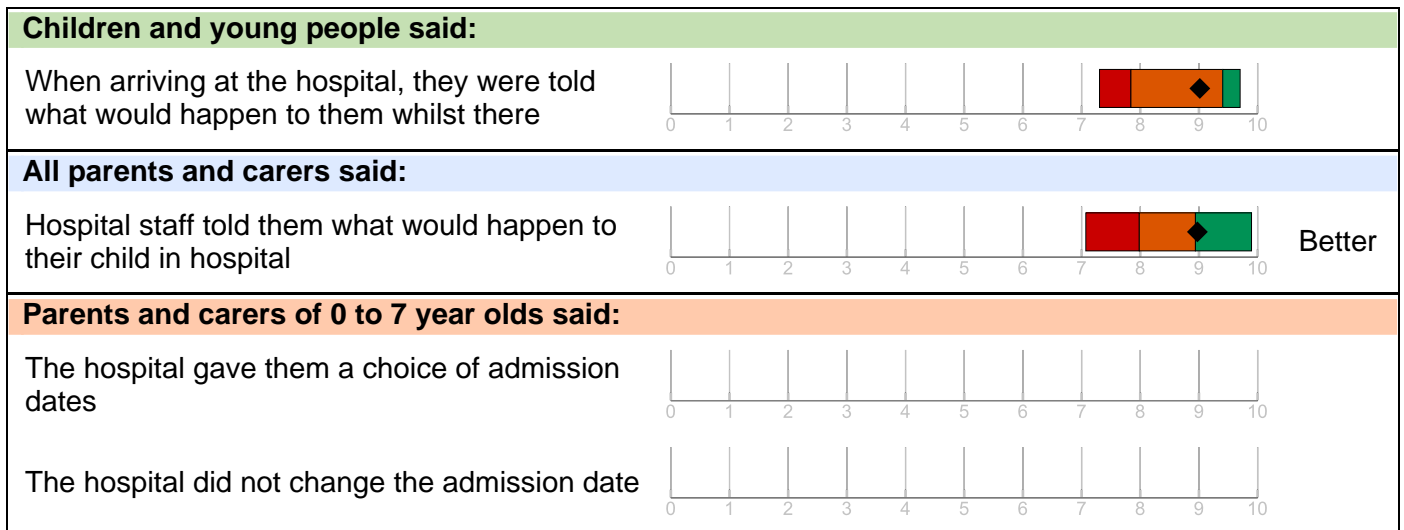 Children and young people said:
When arriving at the hospital, they were told
what would happen to them whilst there
0 1 2 3 4 5 6 7 8 9 10
All parents and carers said:
Hospital staff told them what would happen to
their child in hospital
0 1 2 3 4 5 6 7 8 9 10
Better
Parents and carers of 0 to 7 year olds said:
The hospital gave them a choice of admission
dates
0 1 2 3 4 5 6 7 8 9 10
The hospital did not change the admission date
0 1 2 3 4 5 6 7 8 9 10